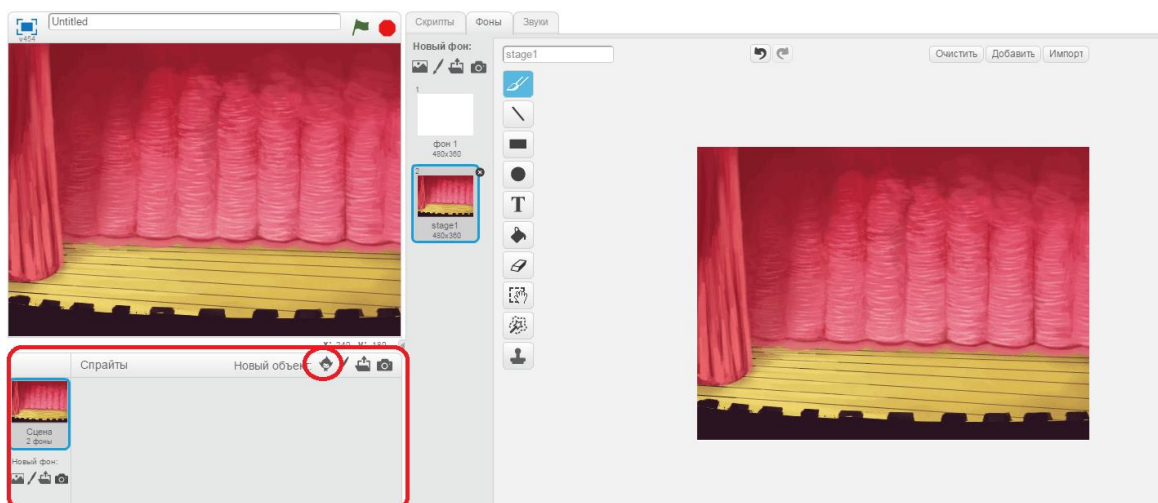 Untitled
v454
Скрипты
Фоны
Звуки
Новый фон:
1
фон 1
480x360
2
stage1
480x360
stage1
T
Очистить
Добавить
Импорт
Спрайты
Новый объект:
Сцена
2 фоны
Новый фон: